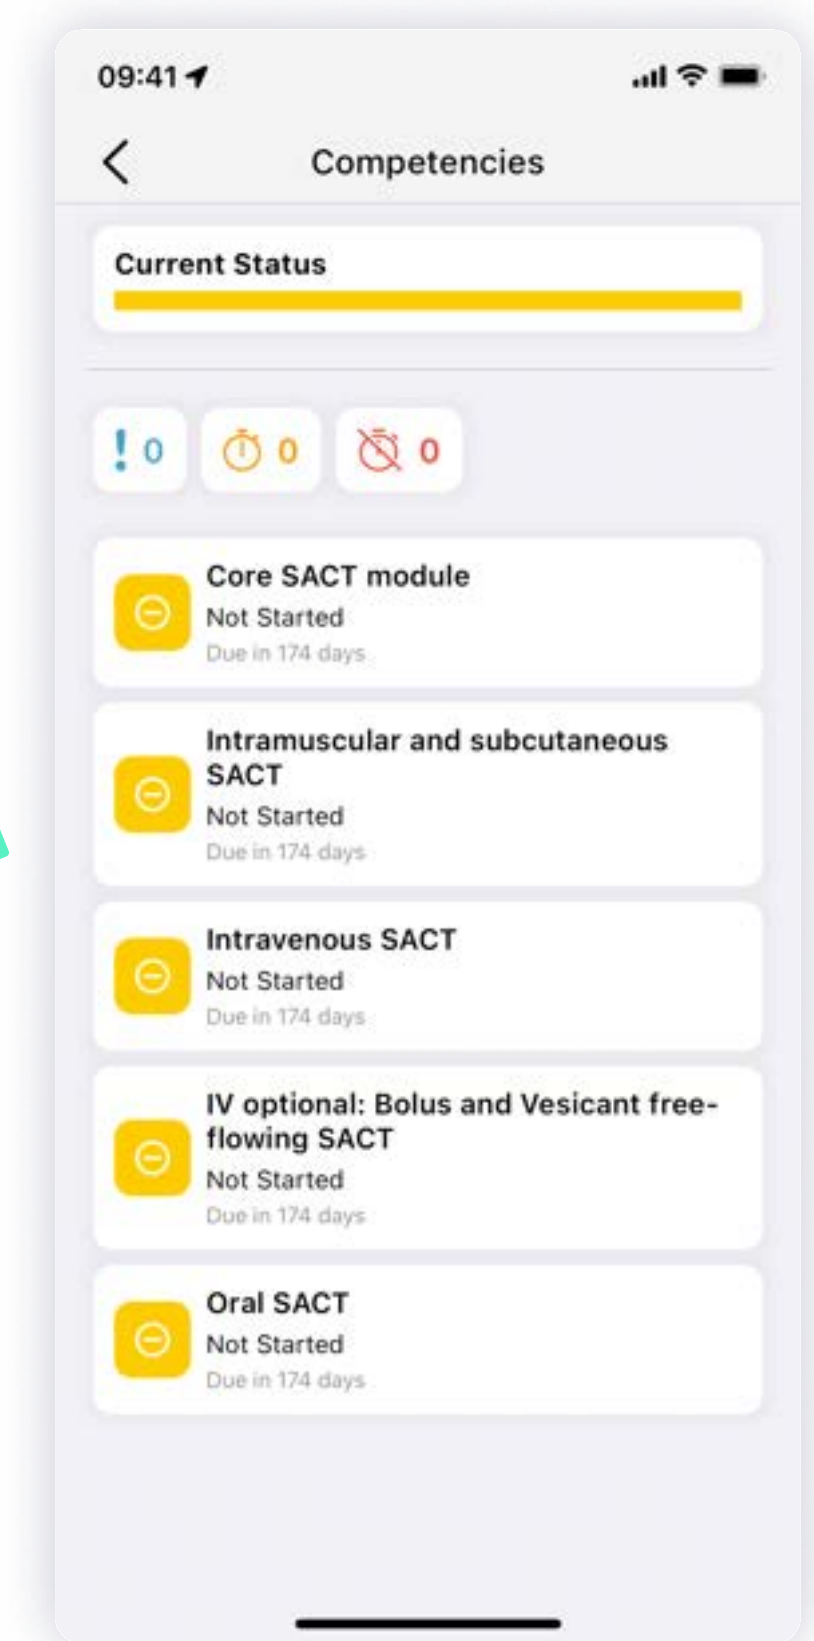 09:41
Competencies
Current Status
! 0
0
0
Core SACT module
Not Started
Due in 174 days
Intramuscular and subcutaneous
SACT
Not Started
Due in 174 days
Intravenous SACT
Not Started
Due in 174 days
IV optional: Bolus and Vesicant free-
flowing SACT
Not Started
Due in 174 days
Oral SACT
Not Started
Due in 174 days